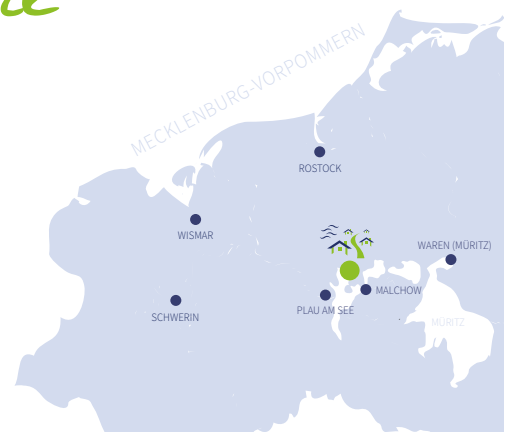 MECKLENBURG-VORPOMMERN
ROSTOCK
WISMAR
WAREN (MÜRITZ)
MALCHOW
PLAU AM SEE
SCHWERIN
MÜRITZ